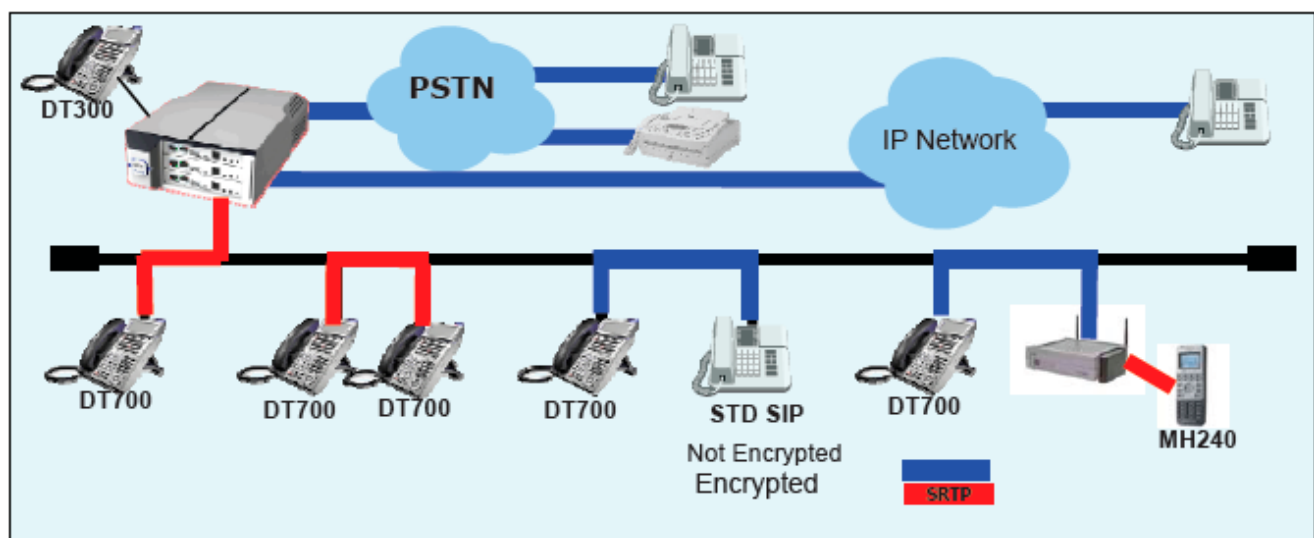 DT300
PSTN
IP Network
DT700
DT700
DT700
DT700
STD SIP
DT700
MH240
Not Encrypted
Encrypted
SRTP